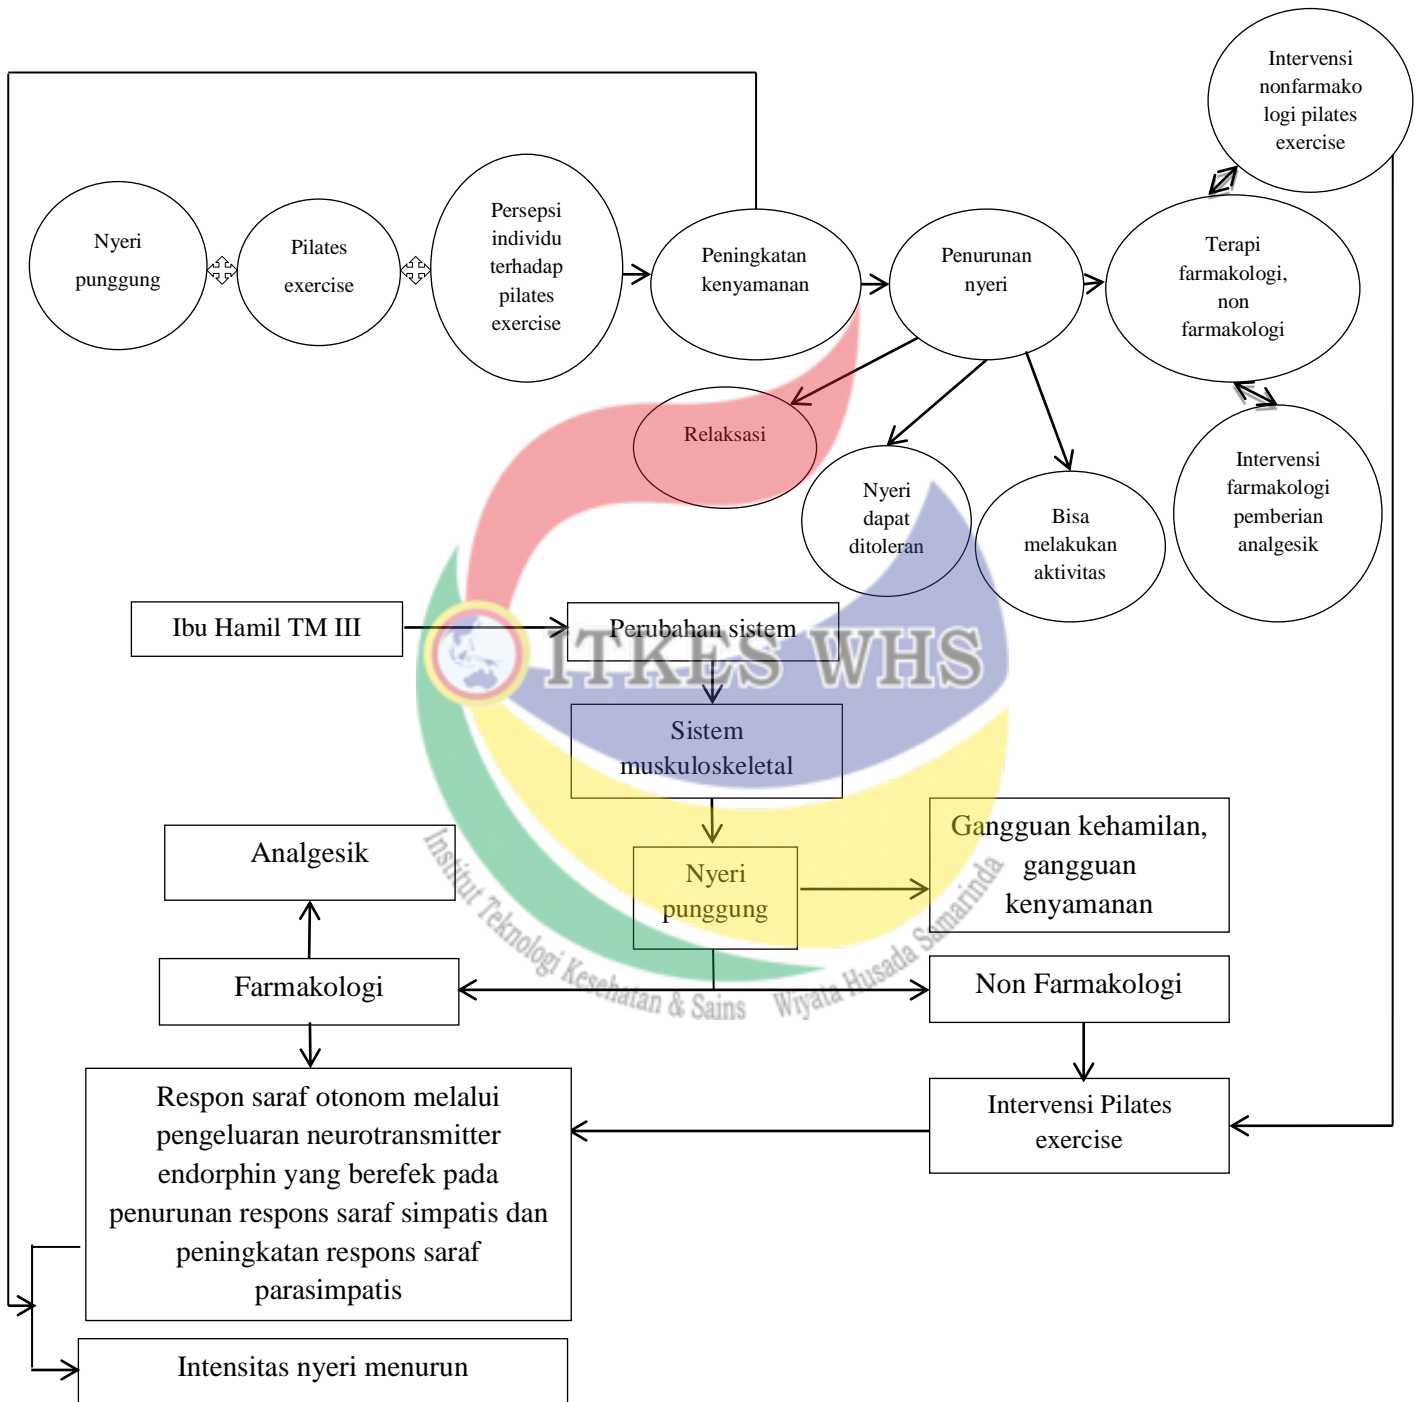 Intervensi
nonfarmako
logi pilates
exercise
Nyeri
punggung
Pilates
exercise
Persepsi
individu
terhadap
pilates
exercise
Peningkatan
kenyamanan
Penurunan
nyeri
Terapi
farmakologi,
non
farmakologi
Relaksasi
Nyeri
dapat
ditoleran
Bisa
melakukan
aktivitas
Intervensi
farmakologi
pemberian
analgesik
Ibu Hamil TM III
Perubahan sistem
ITKES WHS
Sistem
muskuloskeletal
Analgesik
Nyeri
punggung
Gangguan kehamilan,
gangguan
kenyamanan
Institut Teknologi Kesehatan & Sains Wiyata Husada Samarinda
Farmakologi
Non Farmakologi
Respon saraf otonom melalui
pengeluaran neurotransmitter
endorphin yang berefek pada
penurunan respons saraf simpatis dan
peningkatan respons saraf
parasimpatis
Intervensi Pilates
exercise
Intensitas nyeri menurun